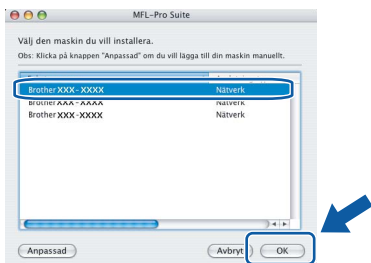 MFL-Pro Suite
Välj den maskin du vill installera.
Obs: Klicka på knappen "Anpassad" om du vill lägga till din maskin manuellt.
Brother XXX-XXXX Nätverk
Brother XXX-XXXX Nätverk
Brother XXX-XXXX Nätverk
Anpassad Avbryt OK